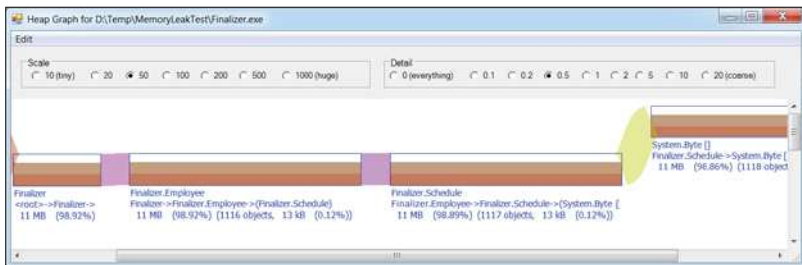 Heap Graph for D:\Temp\MemoryLeakTest\Finalizer.exe
Edit
Scale
10 (tiny) 20 50 100 200 500 1000 (huge)
Detail
0 (everything) 0.1 0.2 0.5 1 2 5 10 20 (coarse)
Finalizer
<root>->Finalizer->
11 MB (98.92%)
Finalizer.Employee
Finalizer->Finalizer.Employee->(Finalizer.Schedule)
11 MB (98.92%) (1116 objects, 13 kB (0.12%))
Finalizer.Schedule
Finalizer.Employee->Finalizer.Schedule->(System.Byte [
11 MB (98.89%) (1117 objects, 13 kB (0.12%))
System.Byte []
Finalizer.Schedule->System.Byte [
11 MB (98.86%) (1118 object